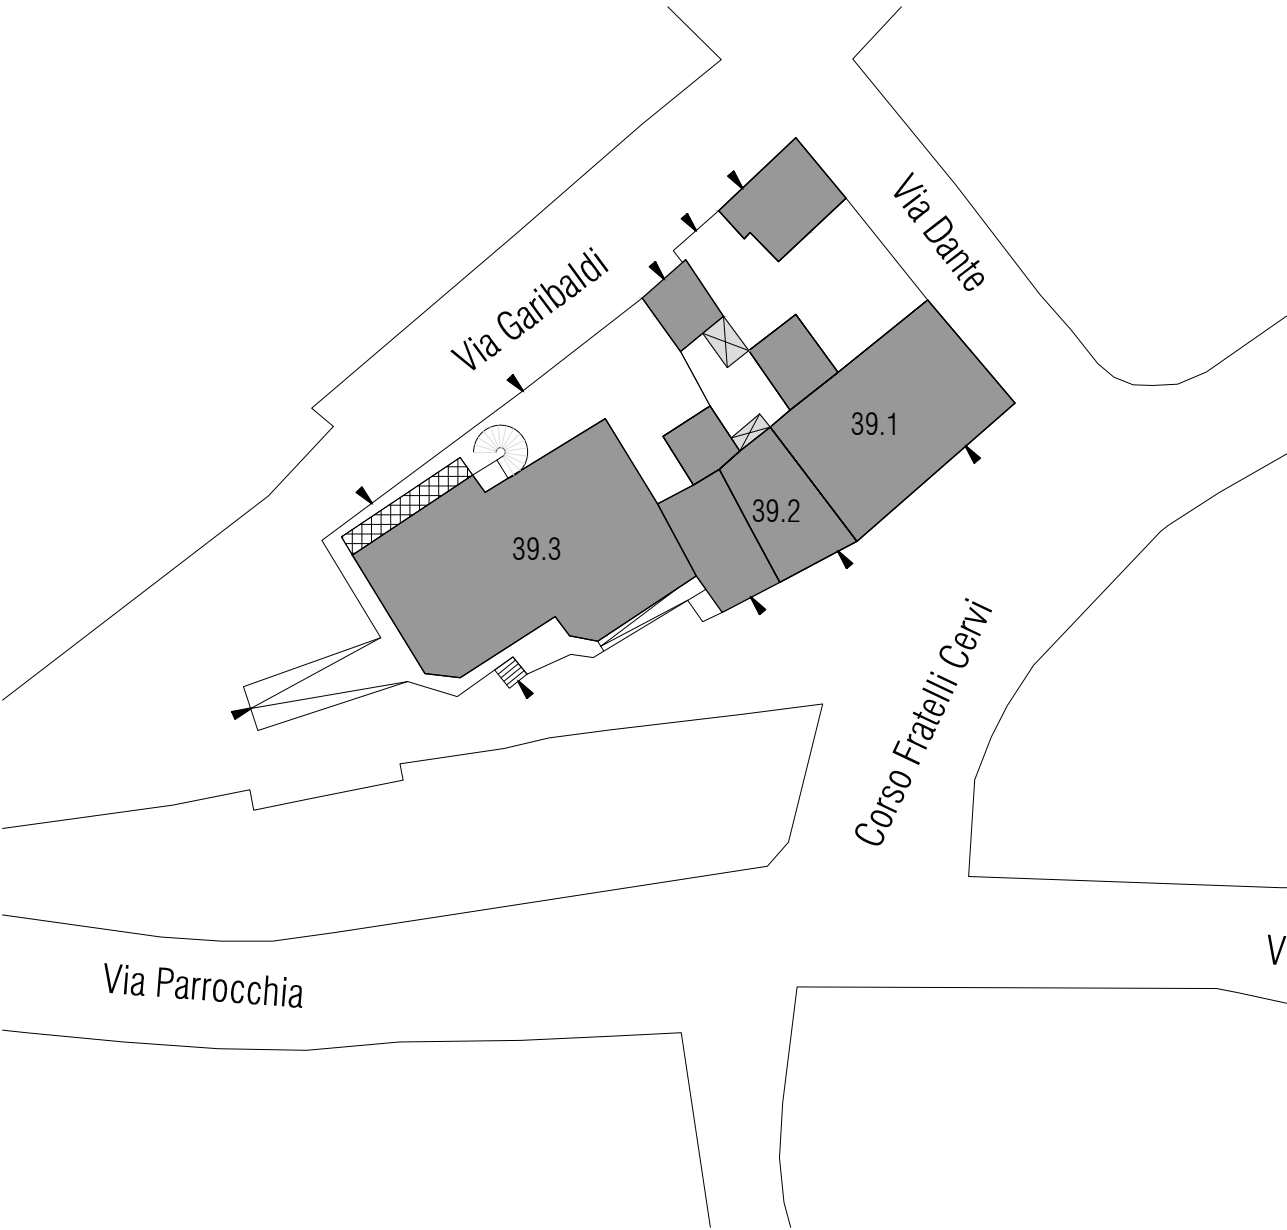 Via Dante
Via Garibaldi
39.1
39.2
39.3
Corso Fratelli Cervi
V
Via Parrocchia